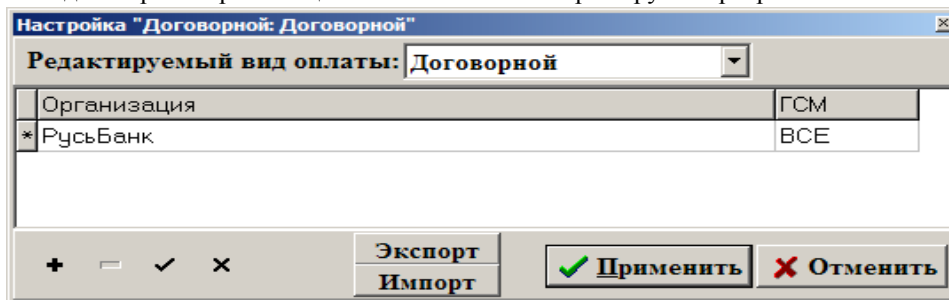 Настройка "Договорной: Договорной"
Редактируемый вид оплаты: Договорной
Организация ГСМ
* РусьБанк ВСЕ
Экспорт
Импорт
Применить Отменить